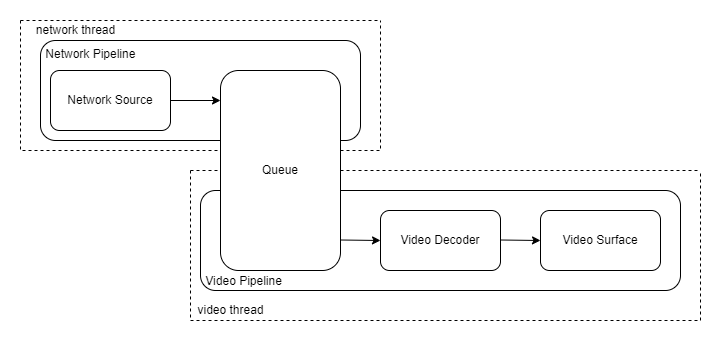 network thread
Network Pipeline
Network Source
Queue
Video Decoder
Video Surface
Video Pipeline
video thread